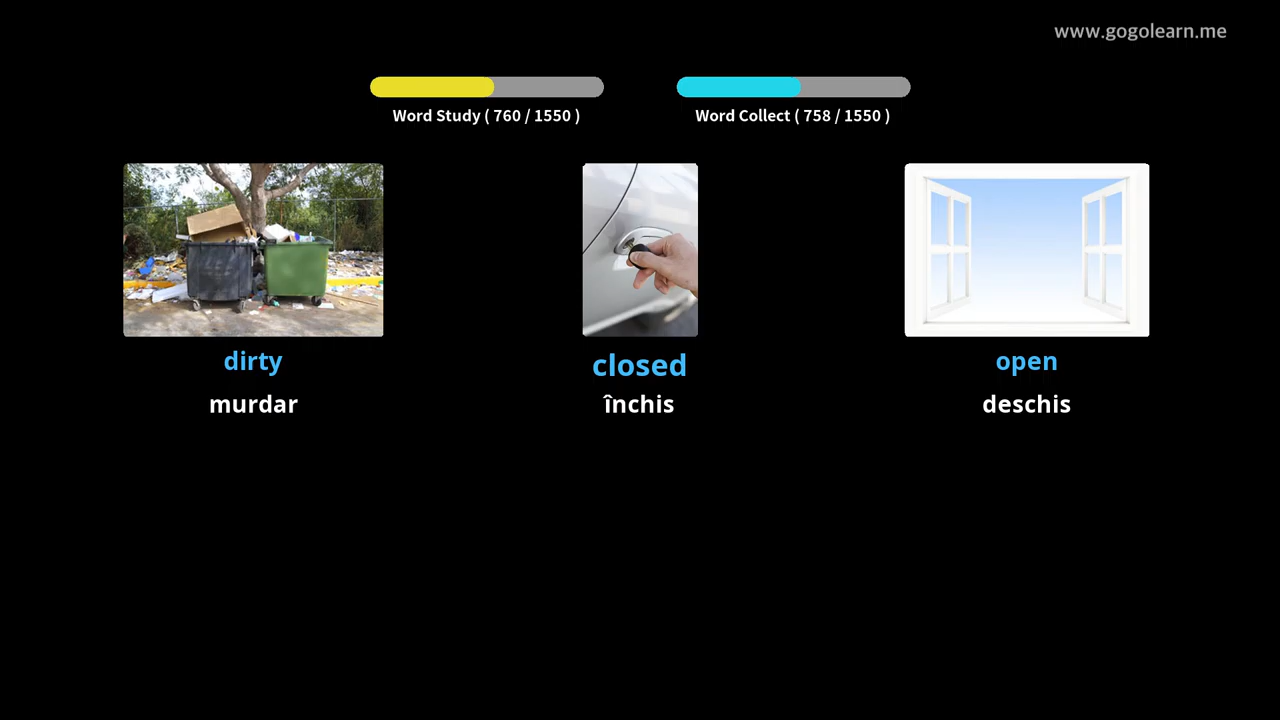 www.gogolearn.me
Word Study ( 760 / 1550 )
Word Collect ( 758 / 1550 )
dirty
murdar
closed
închis
open
deschis